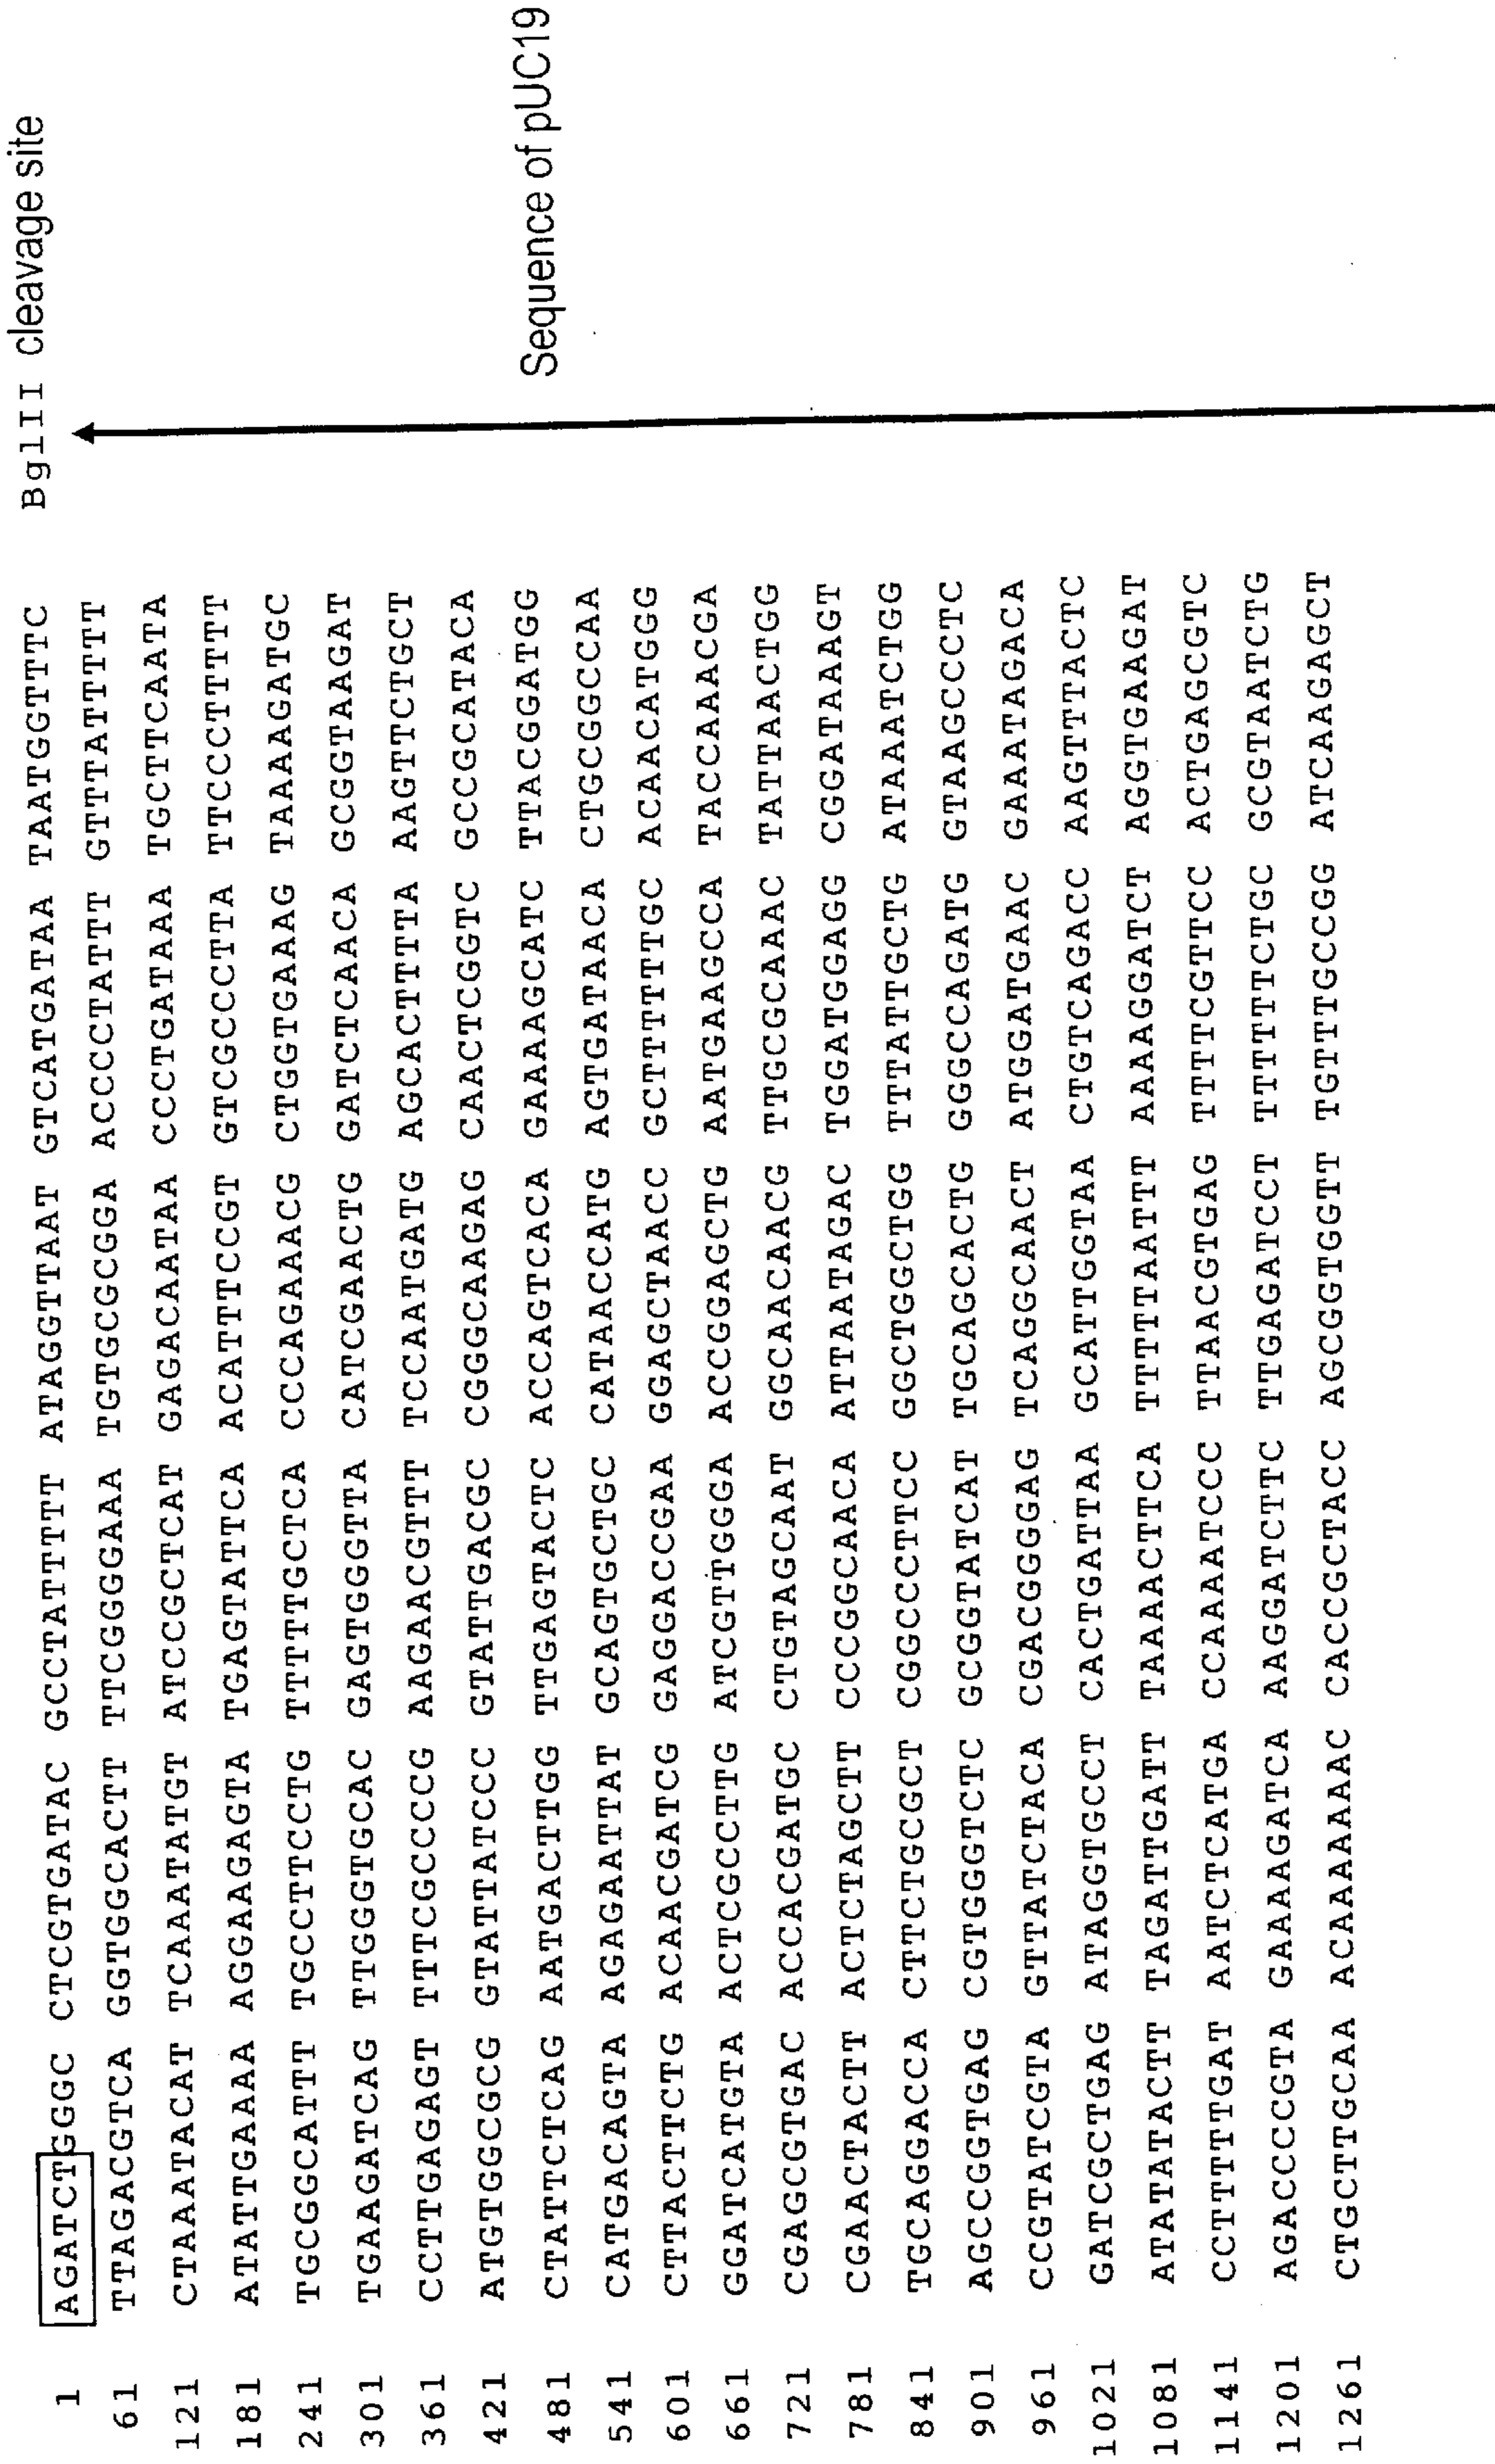 1 AGATCTGGGC CTCGTGATAC GCCTATTTTT ATAGGTTAAT GTCATGATAA TAATGGTTTC BglII cleavage site
61 TTAGACGTCA GGTGGCACTT TTCGGGGAAA TGTGCGCGGA ACCCCTATTT GTTTATTTTT
121 CTAAATACAT TCAAATATGT ATCCGCTCAT GAGACAATAA CCCTGATAAA TGCTTCAATA
181 ATATTGAAAA AGGAAGAGTA TGAGTATTCA ACATTTCCGT GTCGCCCTTA TTCCCTTTTT
241 TGCGGCATTT TGCCTTCCTG TTTTTGCTCA CCCAGAAACG CTGGTGAAAG TAAAAGATGC
301 TGAAGATCAG TTGGGTGCAC GAGTGGGTTA CATCGAACTG GATCTCAACA GCGGTAAGAT
361 CCTTGAGAGT TTTCGCCCCG AAGAACGTTT TCCAATGATG AGCACTTTTA AAGTTCTGCT
421 ATGTGGCGCG GTATTATCCC GTATTGACGC CGGGCAAGAG CAACTCGGTC GCCGCATACA
481 CTATTCTCAG AATGACTTGG TTGAGTACTC ACCAGTCACA GAAAAGCATC TTACGGATGG
Sequence of pUC19
541 CATGACAGTA AGAGAATTAT GCAGTGCTGC CATAACCATG AGTGATAACA CTGCGGCCAA
601 CTTACTTCTG ACAACGATCG GAGGACCGAA GGAGCTAACC GCTTTTTTGC ACAACATGGG
661 GGATCATGTA ACTCGCCTTG ATCGTTGGGA ACCGGAGCTG AATGAAGCCA TACCAAACGA
721 CGAGCGTGAC ACCACGATGC CTGTAGCAAT GGCAACAACG TTGCGCAAAC TATTAACTGG
781 CGAACTACTT ACTCTAGCTT CCCGGCAACA ATTAATAGAC TGGATGGAGG CGGATAAAGT
841 TGCAGGACCA CTTCTGCGCT CGGCCCTTCC GGCTGGCTGG TTTATTGCTG ATAAATCTGG
901 AGCCGGTGAG CGTGGGTCTC GCGGTATCAT TGCAGCACTG GGGCCAGATG GTAAGCCCTC
961 CCGTATCGTA GTTATCTACA CGACGGGGAG TCAGGCAACT ATGGATGAAC GAAATAGACA
1021 GATCGCTGAG ATAGGTGCCT CACTGATTAA GCATTGGTAA CTGTCAGACC AAGTTTACTC
1081 ATATATACTT TAGATTGATT TAAAACTTCA TTTTTAATTT AAAAGGATCT AGGTGAAGAT
1141 CCTTTTTGAT AATCTCATGA CCAAAATCCC TTAACGTGAG TTTTCGTTCC ACTGAGCGTC
1201 AGACCCCGTA GAAAAGATCA AAGGATCTTC TTGAGATCCT TTTTTTCTGC GCGTAATCTG
1261 CTGCTTGCAA ACAAAAAAAC CACCGCTACC AGCGGTGGTT TGTTTGCCGG ATCAAGAGCT